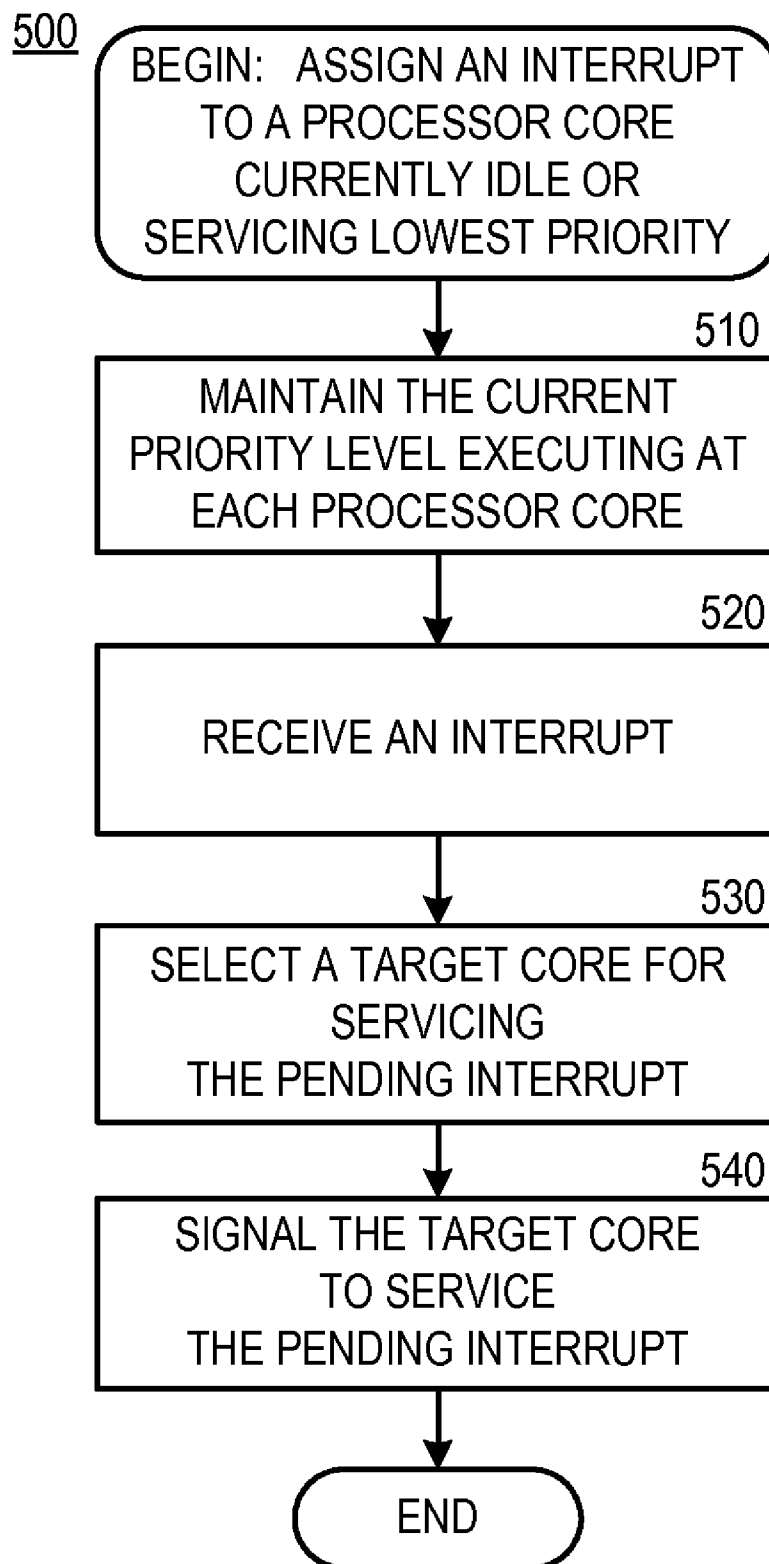 500
BEGIN: ASSIGN AN INTERRUPT
TO A PROCESSOR CORE
CURRENTLY IDLE OR
SERVICING LOWEST PRIORITY
510
MAINTAIN THE CURRENT
PRIORITY LEVEL EXECUTING AT
EACH PROCESSOR CORE
520
RECEIVE AN INTERRUPT
530
SELECT A TARGET CORE FOR
SERVICING
THE PENDING INTERRUPT
540
SIGNAL THE TARGET CORE
TO SERVICE
THE PENDING INTERRUPT
END